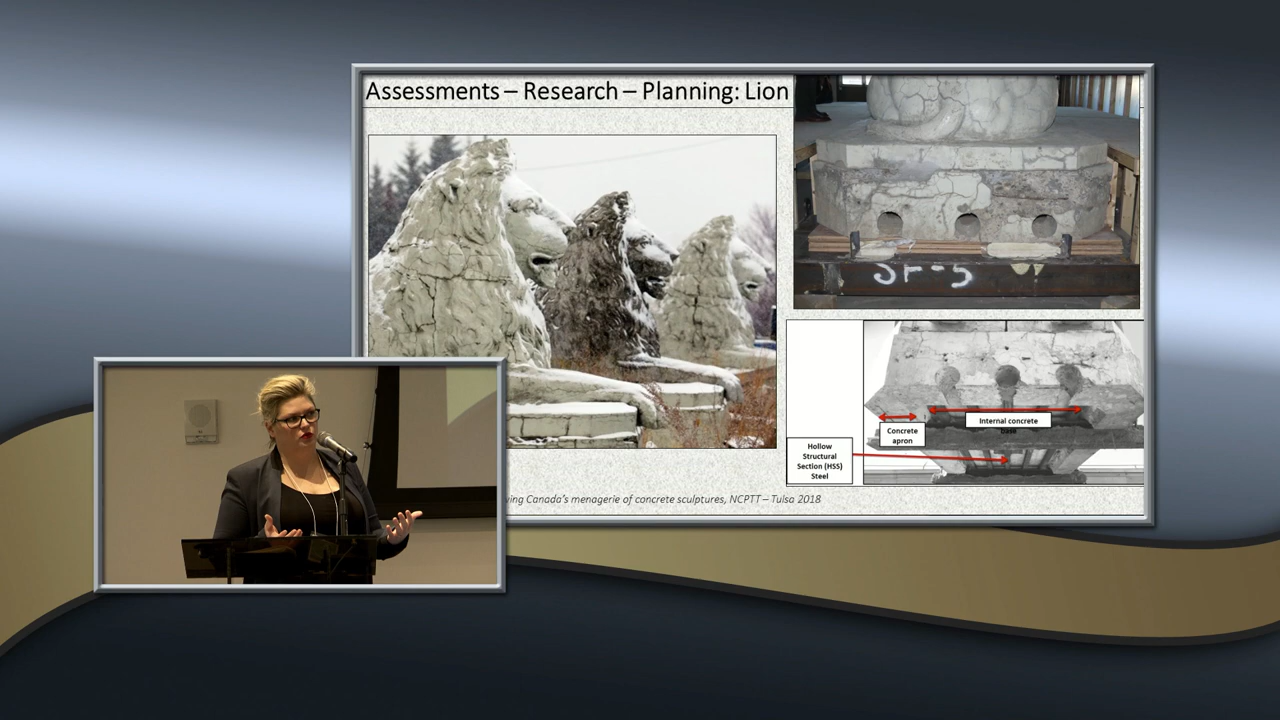 Assessments – Research – Planning: Lion
SF-5
Internal concrete
base
Concrete
apron
Hollow
Structural
Section (HSS)
Steel
Canada’s menagerie of concrete sculptures, NCPTT – Tulsa 2018